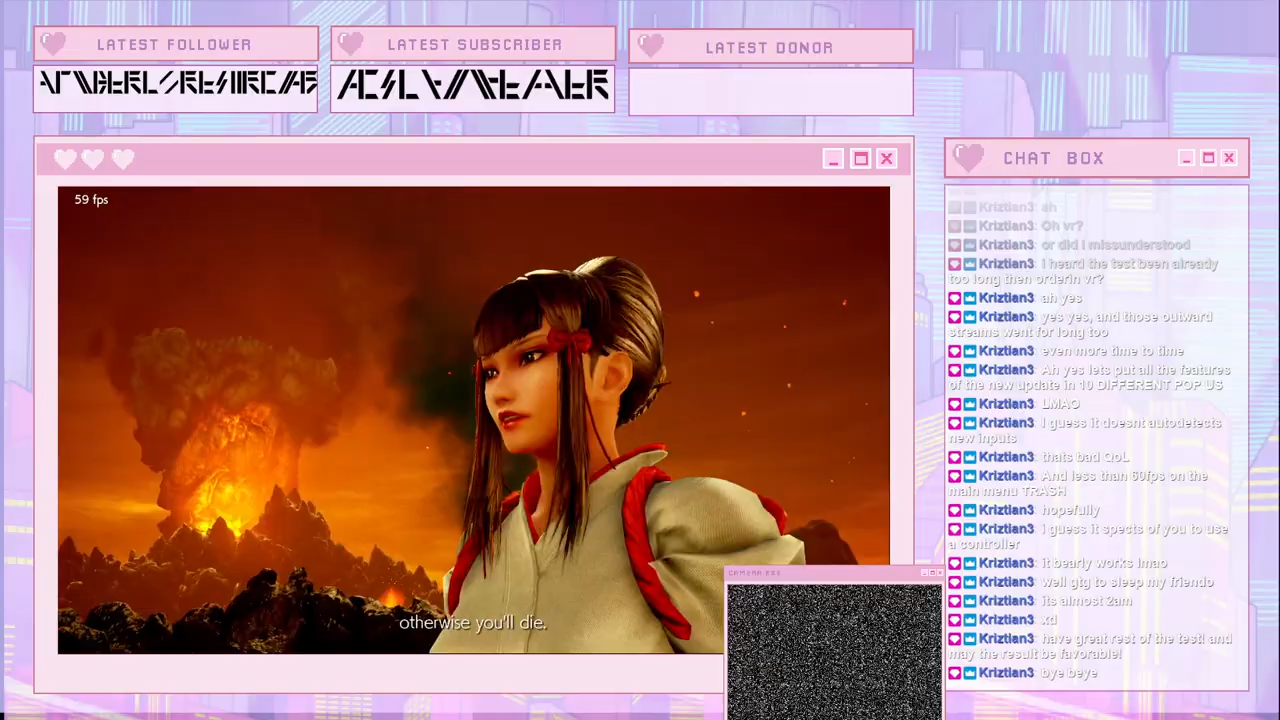 LATEST FOLLOWER
LATEST SUBSCRIBER
LATEST DONOR
59 fps
otherwise you'll die.
CAMERA.EXE
CHAT BOX
Kriztian3: ah
Kriztian3: Oh vr?
Kriztian3: or did i missunderstood
Kriztian3: I heard the test been already
too long then orderin vr?
Kriztian3: ah yes
Kriztian3: yes yes, and those outward
streams went for long too
Kriztian3: even more time to time
Kriztian3: Ah yes lets put all the features
of the new update in 10 DIFFERENT POP US
Kriztian3: LMAO
Kriztian3: I guess it doesnt autodetects
new inputs
Kriztian3: thats bad QoL
Kriztian3: And less than 60fps on the
main menu TRASH
Kriztian3: hopefully
Kriztian3: i guess it spects of you to use
a controller
Kriztian3: it bearly works lmao
Kriztian3: well gtg to sleep my friendo
Kriztian3: its almost 2am
Kriztian3: xd
Kriztian3: have great rest of the test! and
may the result be favorable!
Kriztian3: bye beye